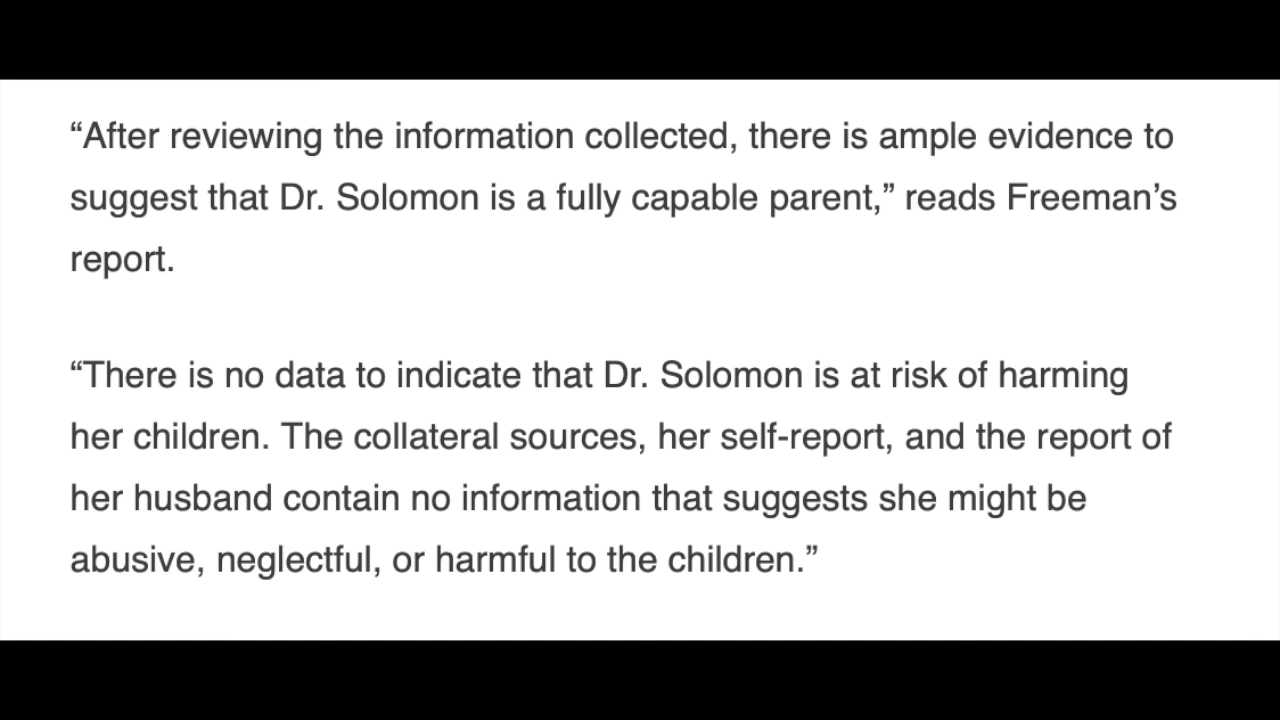 “After reviewing the information collected, there is ample evidence to
suggest that Dr. Solomon is a fully capable parent,” reads Freeman’s
report.
“There is no data to indicate that Dr. Solomon is at risk of harming
her children. The collateral sources, her self-report, and the report of
her husband contain no information that suggests she might be
abusive, neglectful, or harmful to the children.”